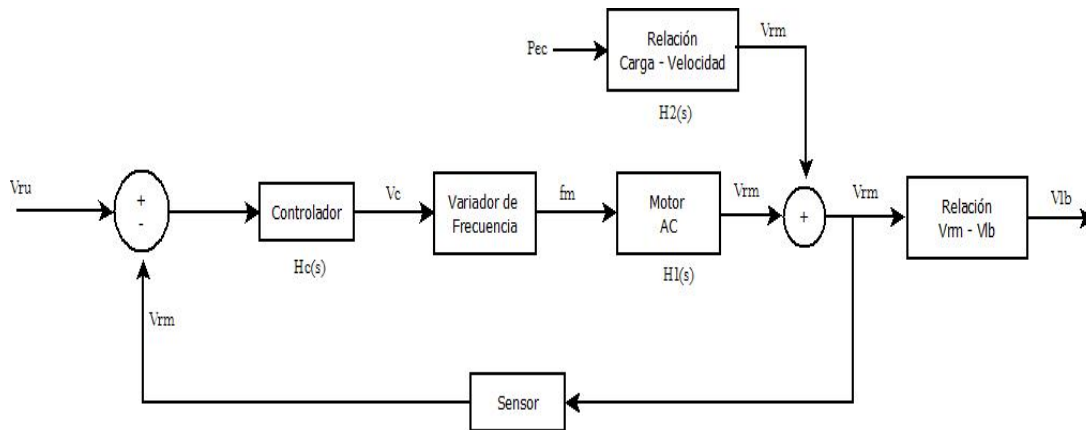 Pec
Relación
Carga - Velocidad
Vrm
H2(s)
Vru
+
-
Controlador
Hc(s)
Vc
Variador de
Frecuencia
fm
Motor
AC
H1(s)
Vrm
+
Vrm
Relación
Vrm - Vlb
Vlb
Vrm
Sensor